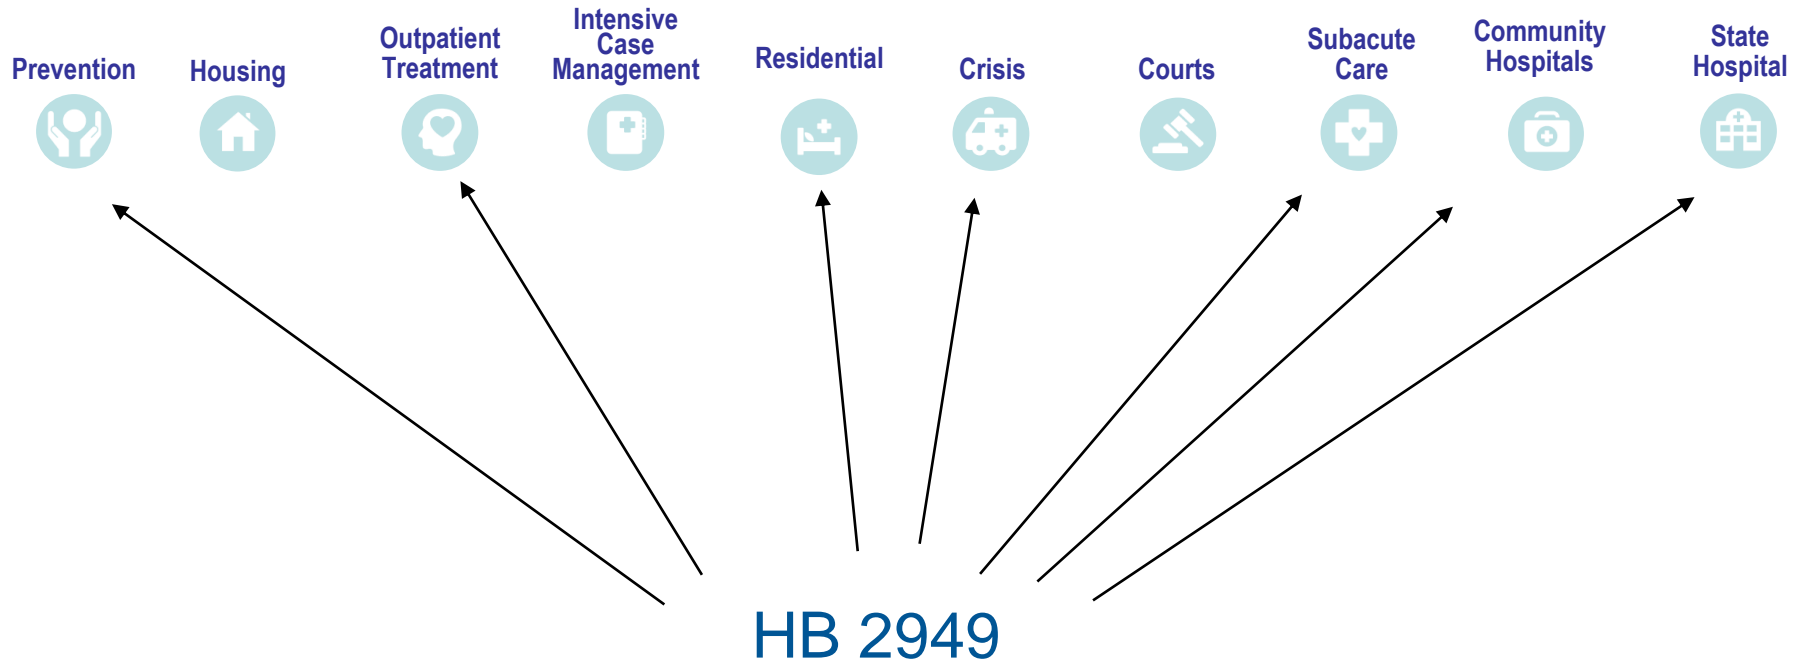 Prevention
Housing
Outpatient
Treatment
Intensive
Case
Management
Residential
Crisis
Courts
Subacute
Care
Community
Hospitals
State
Hospital
HB 2949